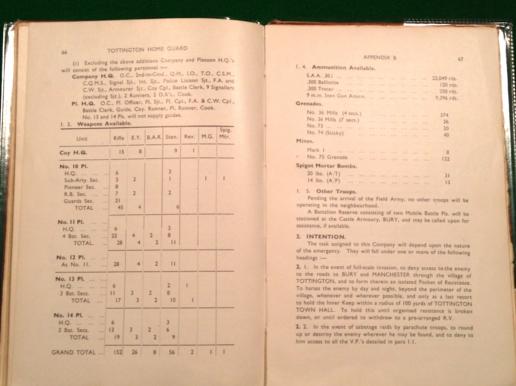 66 TOTTINGTON HOME GUARD
(c) Excluding the above additions Company and Platoon H.Q.'s
will consist of the following personnel :—
Company H.Q. O.C., 2nd-in-Cmd., Q.M., I.O., T.O., C.S.M.,
C.Q.M.S., Signal Sjt., Int. Sjt., Police Liaison Sjt., F.A. and
C.W. Sjt., Armourer Sjt., Coy Cpl., Battle Clerk, 9 Signallers
(excluding Sjt.), 2 Runners, 2 D.A's., Cook.
Pl. H.Q. O.C., Pl. Officer, Pl. Sjt., Pl. Cpl., F.A. & C.W. Cpl.,
Battle Clerk, Guide, Coy. Runner, Pl. Runner, Cook.
No. 13 and 14 Pls. will not supply guides.
1. 3. Weapons Available.
Unit Rifle E.Y. B.A.R. Sten. Rev. M.G. Spig. Mor.
Coy H.Q. 15 8 9 1
No. 10 Pl.
H.Q. 6
Sub-Arty. Sec. 3 2 1 1 1
Pioneer Sec. 8
R.B. Sec. 7 2 2
Guards Sec. 21
TOTAL 45 4 6
No. 11 Pl.
H.Q. 6 3
4 Bat. Sec. 22 4 2 8
TOTAL 28 4 2 11
No. 12 Pl.
As No. 11. 28 4 2 11
No. 13 Pl.
H.Q. 6 2 1
2 Bat. Secs. 11 3 2 8
TOTAL 17 3 2 10 1
No. 14 Pl.
H.Q. 6 3
2 Bat. Secs. 13 3 2 6
TOTAL 19 3 2 9
GRAND TOTAL 152 26 8 56 2 1 1
APPENDIX B 67
1. 4. Ammunition Available.
S.A.A. .30.1 22,049 rds.
.300 Ballistite 120 rds.
.300 Tracer rds.
9 m.m. Sten Gun Ammn. 9,296 rds.
Grenades.
No. 36 Mills (4 secs.) 374
No. 36 Mills (7 secs.) 36
No. 73 30
No. 74 (Sticky) 40
Mines.
Mark I 8
No. 75 Grenade 132
Spigot Mortar Bombs.
20 lbs. (A/T) 31
14 lbs. (A/P) 12
1. 5. Other Troops.
Pending the arrival of the Field Army, no other troops will be
operating in the neighbourhood.
A Battalion Reserve consisting of two Mobile Battle Pls. will be
stationed at the Castle Armoury, BURY, and may be called upon for
assistance, if available.
2. INTENTION.
The task assigned to this Company will depend upon the nature
of the emergency. They will fall under one or more of the following
headings :—
2. 1. In the event of full-scale invasion, to deny access to the enemy
to the roads to BURY and MANCHESTER through the village of
TOTTINGTON, and to form therein an isolated Pocket of Resistance.
To harass the enemy by day and night, beyond the perimeter of the
village, whenever and wherever possible, and only as a last resort
to hold the Inner Keep within a radius of 100 yards of TOTTINGTON
TOWN HALL. To hold this until organised resistance is broken
down, or until ordered to withdraw to a pre-arranged R.V.
2. 2. In the event of sabotage raids by parachute troops, to round
up or destroy the enemy wherever he may be found, and to deny to
him access to all the V.P.'s detailed in para 1.1.